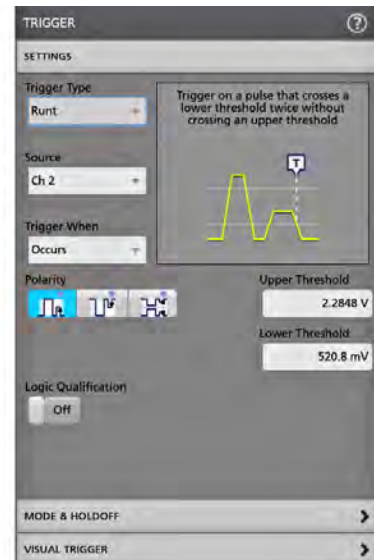 TRIGGER
?
SETTINGS
Trigger Type
Runt
Trigger on a pulse that crosses a
lower threshold twice without
crossing an upper threshold
T
Source
Ch 2
Trigger When
Occurs
Polarity
Upper Threshold
2.2848 V
Lower Threshold
520.8 mV
Logic Qualification
Off
MODE & HOLDOFF
VISUAL TRIGGER